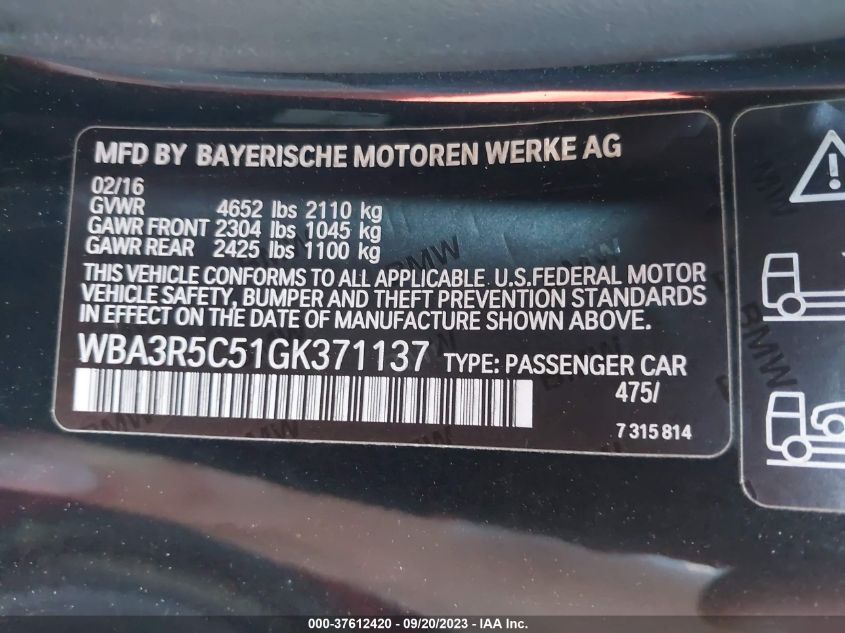 MFD BY BAYERISCHE MOTOREN WERKE AG
02/16
GVWR 4652 lbs 2110 kg
GAWR FRONT 2304 lbs 1045 kg
GAWR REAR 2425 lbs 1100 kg
THIS VEHICLE CONFORMS TO ALL APPLICABLE U.S.FEDERAL MOTOR
VEHICLE SAFETY, BUMPER AND THEFT PREVENTION STANDARDS
IN EFFECT ON THE DATE OF MANUFACTURE SHOWN ABOVE.
WBA3R5C51GK371137 TYPE: PASSENGER CAR
475/
7 315 814
BMW
BMW
BMW
000-37612420 - 09/20/2023 - IAA Inc.